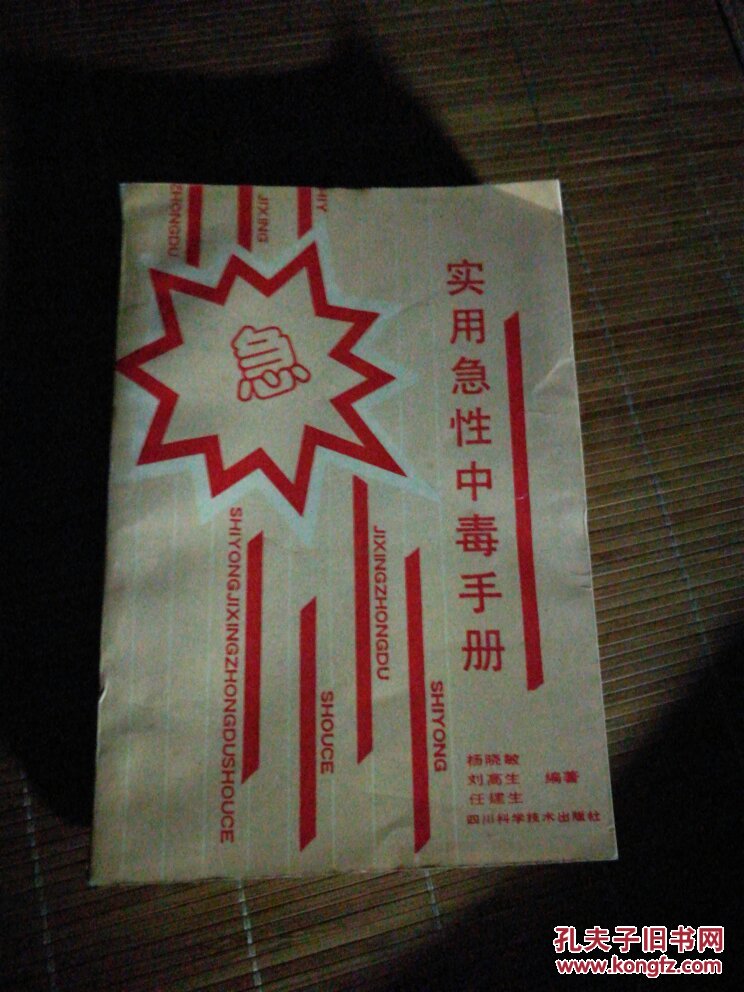 ZHONGDU
JIXING
SHIY
急
实用急性中毒手册
SHIYONGJIXINGZHONGDUSHOUCE
SHOUCE
JIXINGZHONGDU
SHIYONG
杨晓敏
刘高生 编著
任建生
四川科学技术出版社
孔夫子旧书网
www.kongfz.com